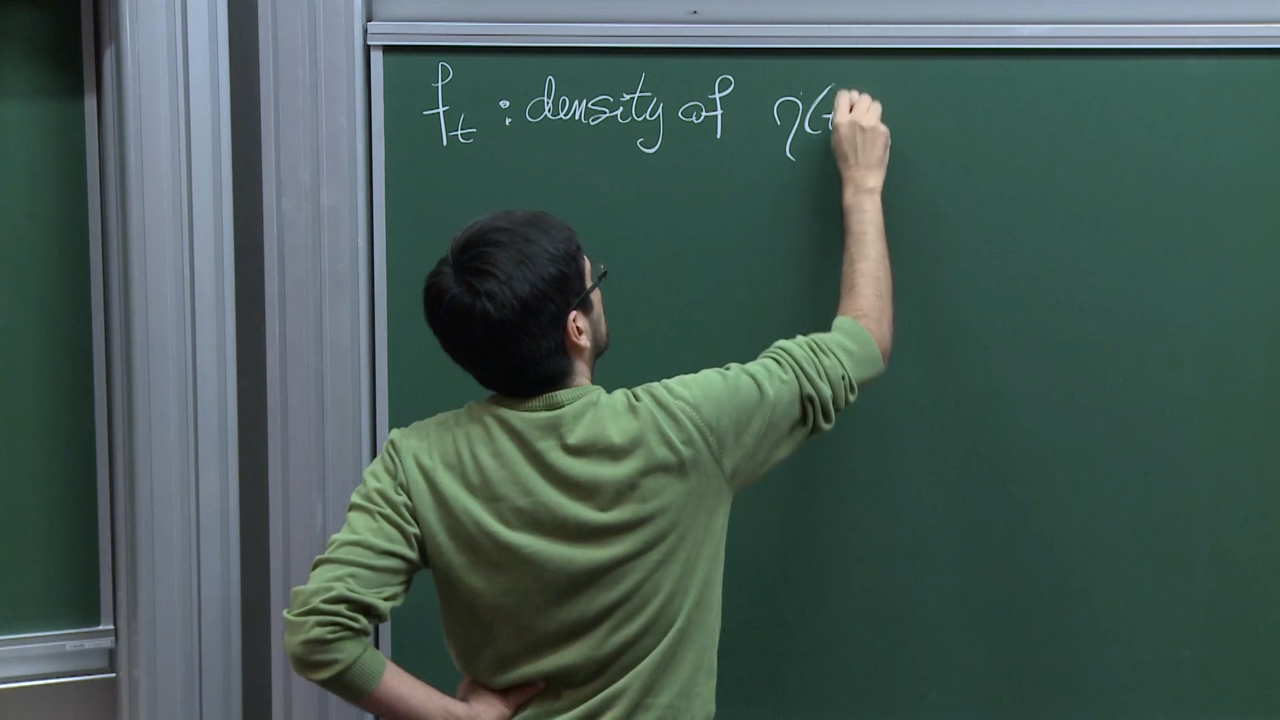 f_t : density of η(t